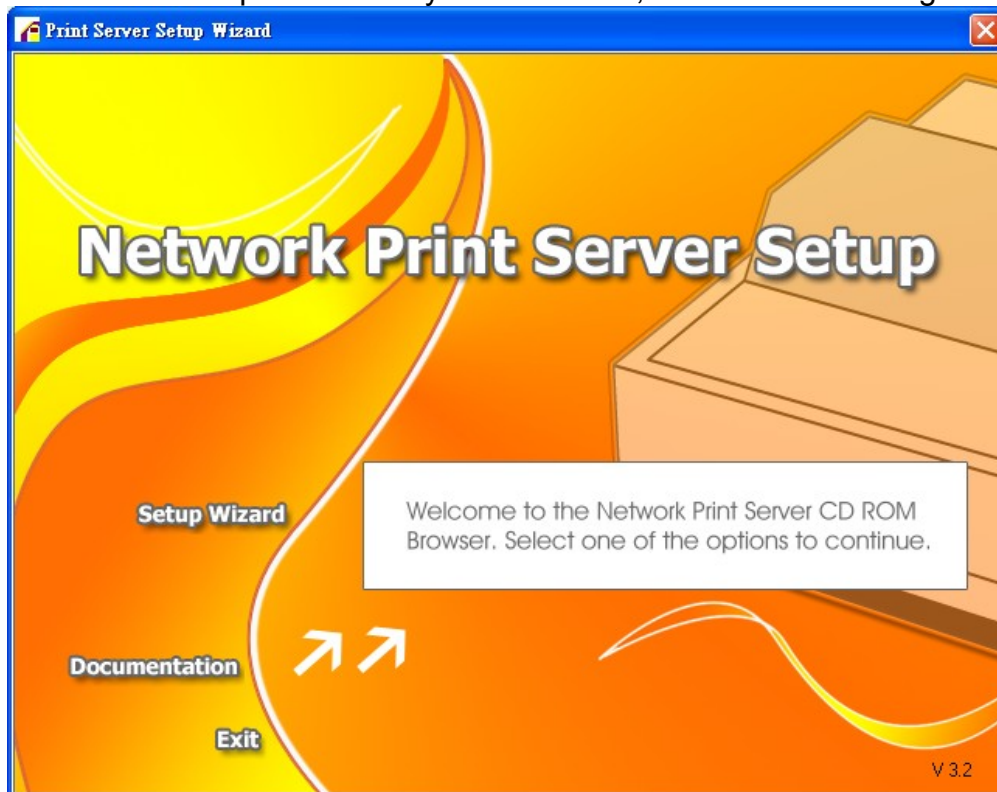 Print Server Setup Wizard
Network Print Server Setup
Setup Wizard
Welcome to the Network Print Server CD ROM
Browser. Select one of the options to continue.
Documentation
Exit
V 3.2